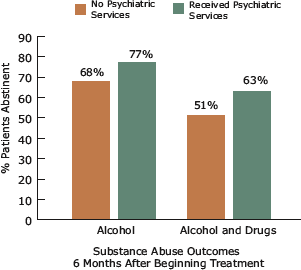 No Psychiatric
Services
Received Psychiatric
Services
% Patients Abstinent
90
80
70
60
50
40
30
20
10
0
68%
77%
51%
63%
Alcohol
Alcohol and Drugs
Substance Abuse Outcomes
6 Months After Beginning Treatment